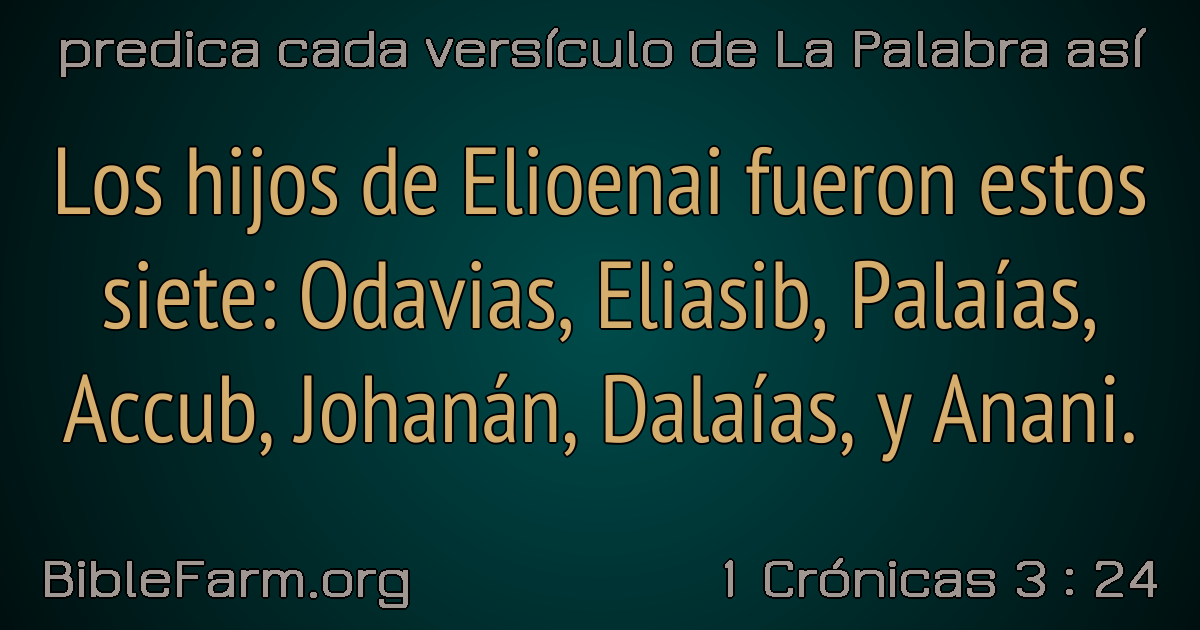 predica cada versículo de La Palabra así
Los hijos de Elioenai fueron estos
siete: Odavias, Eliasib, Palaías,
Accub, Johanán, Dalaías, y Anani.
BibleFarm.org
1 Crónicas 3 : 24